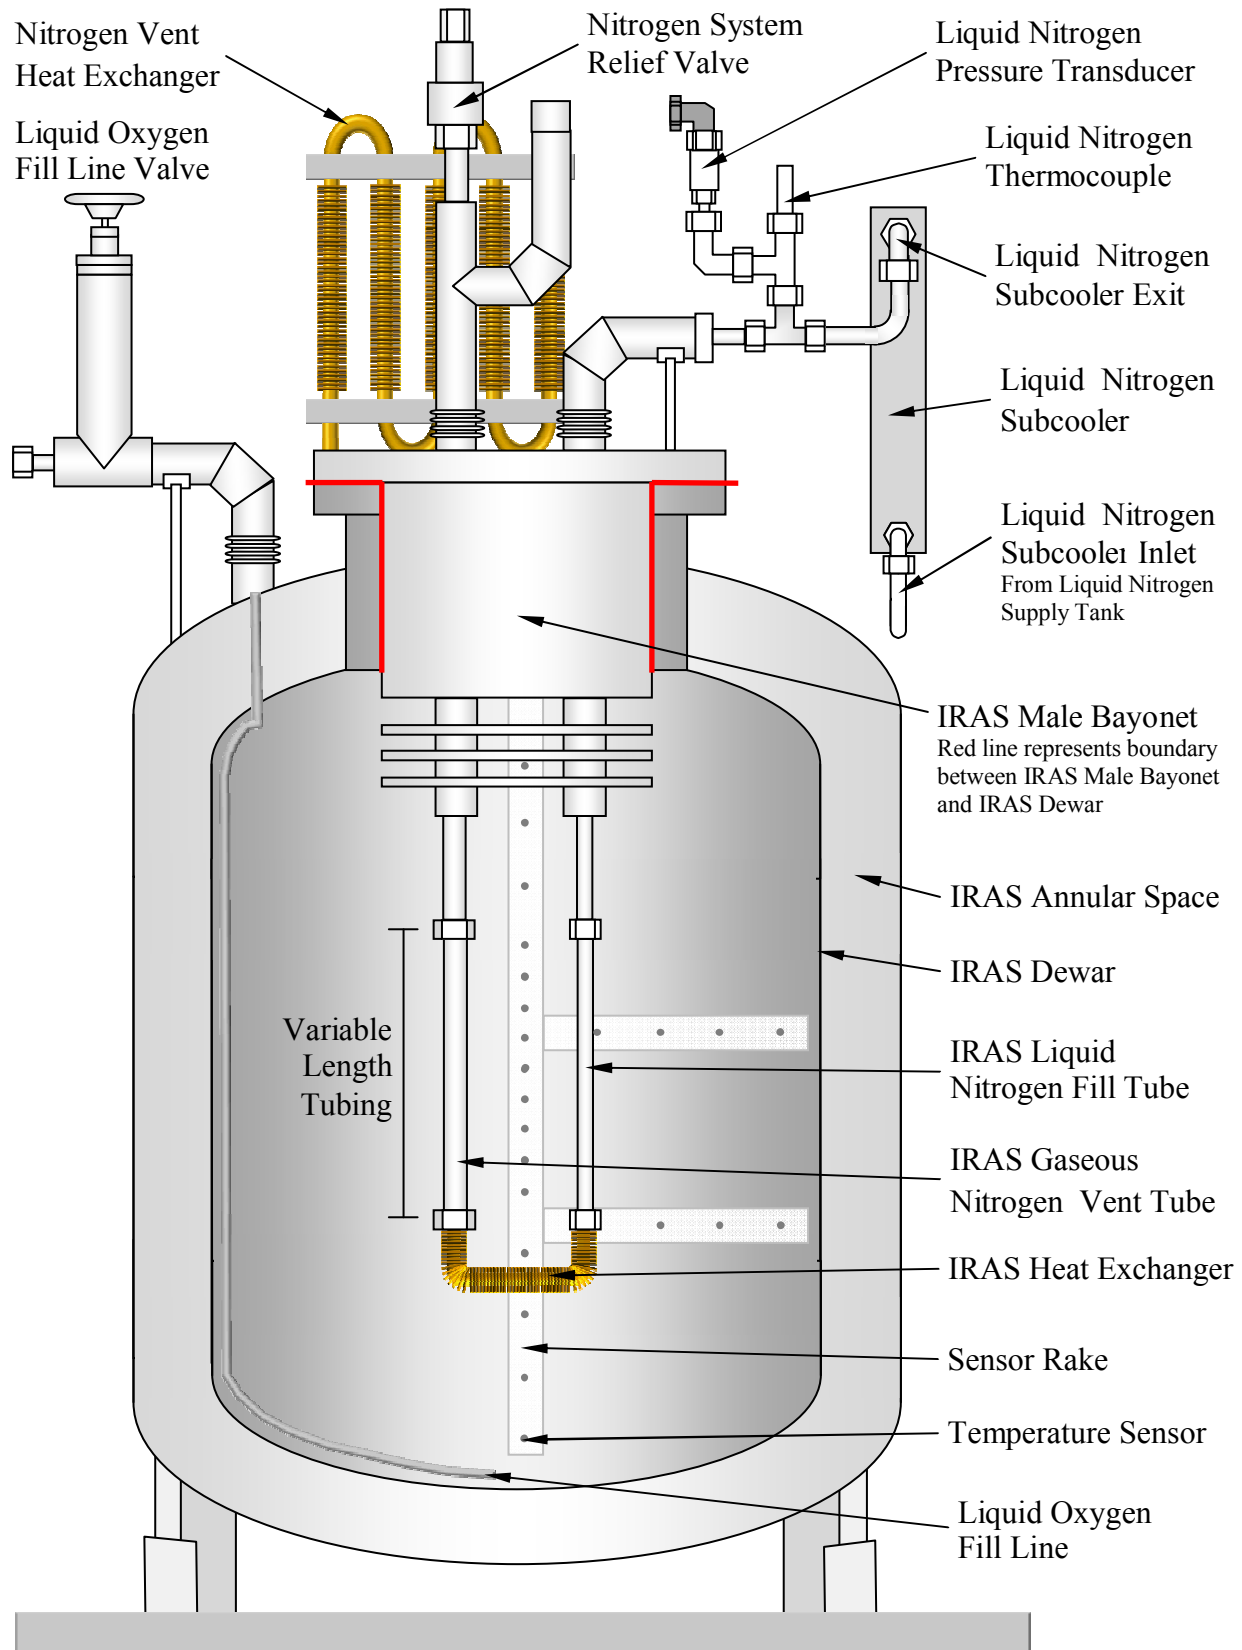 Nitrogen Vent
Heat Exchanger
Liquid Oxygen
Fill Line Valve
Nitrogen System
Relief Valve
Liquid Nitrogen
Pressure Transducer
Liquid Nitrogen
Thermocouple
Liquid Nitrogen
Subcooler Exit
Liquid Nitrogen
Subcooler
Liquid Nitrogen
Subcooler Inlet
From Liquid Nitrogen
Supply Tank
IRAS Male Bayonet
Red line represents boundary
between IRAS Male Bayonet
and IRAS Dewar
IRAS Annular Space
IRAS Dewar
Variable
Length
Tubing
IRAS Liquid
Nitrogen Fill Tube
IRAS Gaseous
Nitrogen Vent Tube
IRAS Heat Exchanger
Sensor Rake
Temperature Sensor
Liquid Oxygen
Fill Line